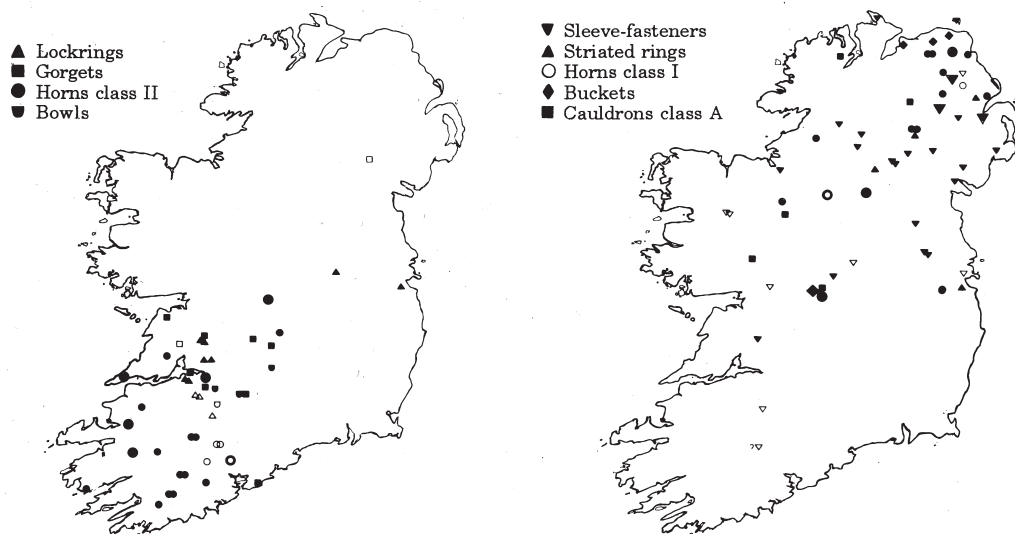 Lockrings
Gorgets
Horns class II
Bowls
Sleeve-fasteners
Striated rings
Horns class I
Buckets
Cauldrons class A